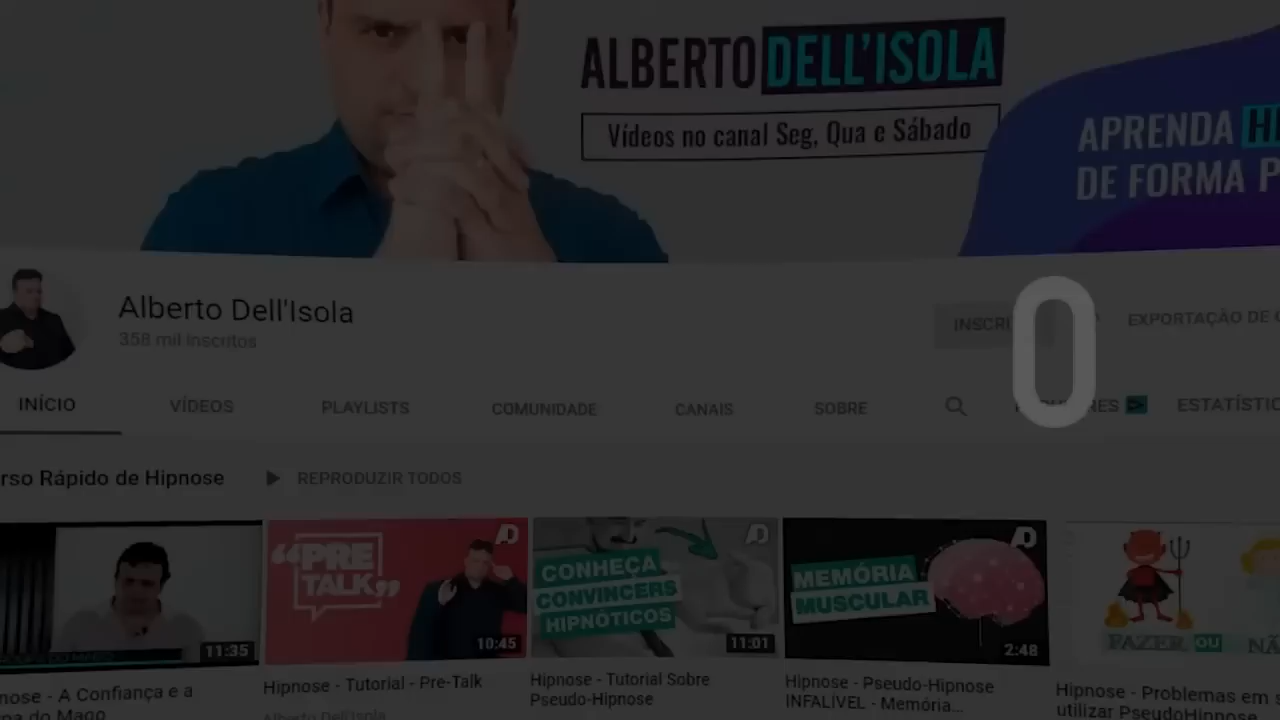 ALBERTO DELL'ISOLA
Vídeos no canal Seg, Qua e Sábado
APRENDA
DE FORMA
Alberto Dell'Isola
358 mil inscritos
0
EXPORTAÇÃO DE
INÍCIO
VÍDEOS
PLAYLISTS
COMUNIDADE
CANAIS
SOBRE
Rápido de Hipnose
REPRODUZIR TODOS
11:35
"PRE
TALK"
10:45
CONHEÇA
CONVINCERS
HIPNÓTICOS
11:01
MEMÓRIA
MUSCULAR
2:48
FAZER OU
- A Confiança e a
do Mago
Hipnose - Tutorial - Pre-Talk
Alberto Dell'Isola
Hipnose - Tutorial Sobre
Pseudo-Hipnose
Hipnose - Pseudo-Hipnose
INFALÍVEL - Memória...
Hipnose - Problemas em
utilizar PseudoHipnose